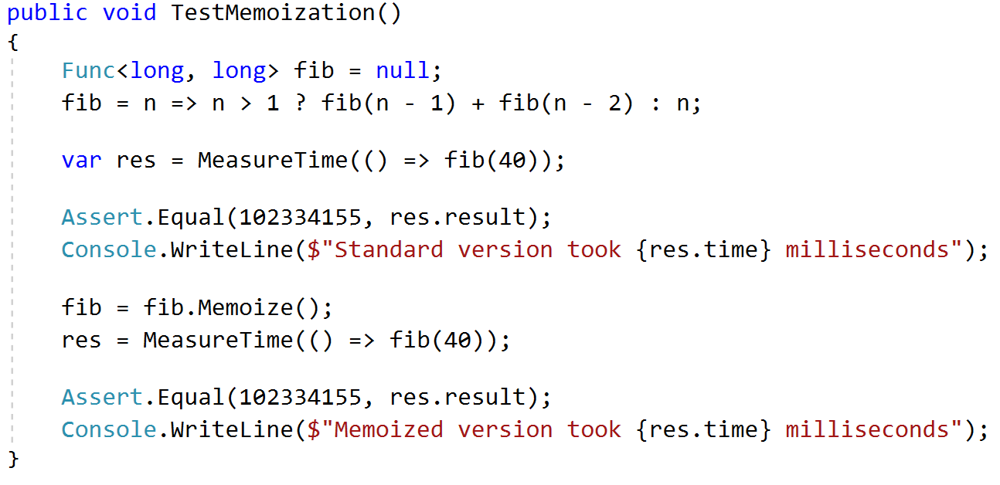 public void TestMemoization()
{
    Func<long, long> fib = null;
    fib = n => n > 1 ? fib(n - 1) + fib(n - 2) : n;
    var res = MeasureTime(() => fib(40));
    Assert.Equal(102334155, res.result);
    Console.WriteLine($"Standard version took {res.time} milliseconds");
    fib = fib.Memoize();
    res = MeasureTime(() => fib(40));
    Assert.Equal(102334155, res.result);
    Console.WriteLine($"Memoized version took {res.time} milliseconds");
}